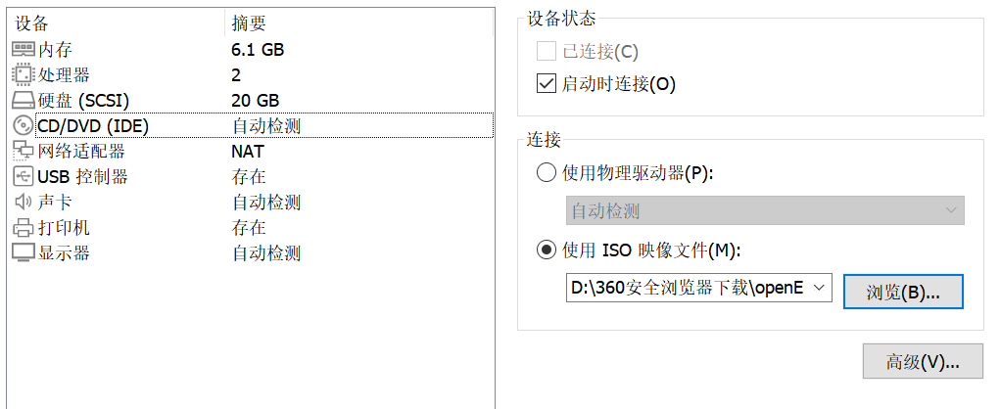 设备 摘要
内存 6.1 GB
处理器 2
硬盘 (SCSI) 20 GB
CD/DVD (IDE) 自动检测
网络适配器 NAT
USB 控制器 存在
声卡 自动检测
打印机 存在
显示器 自动检测
设备状态
已连接(C)
启动时连接(O)
连接
使用物理驱动器(P):
自动检测
使用 ISO 映像文件(M):
D:\360安全浏览器下载\openE
浏览(B)...
高级(V)...